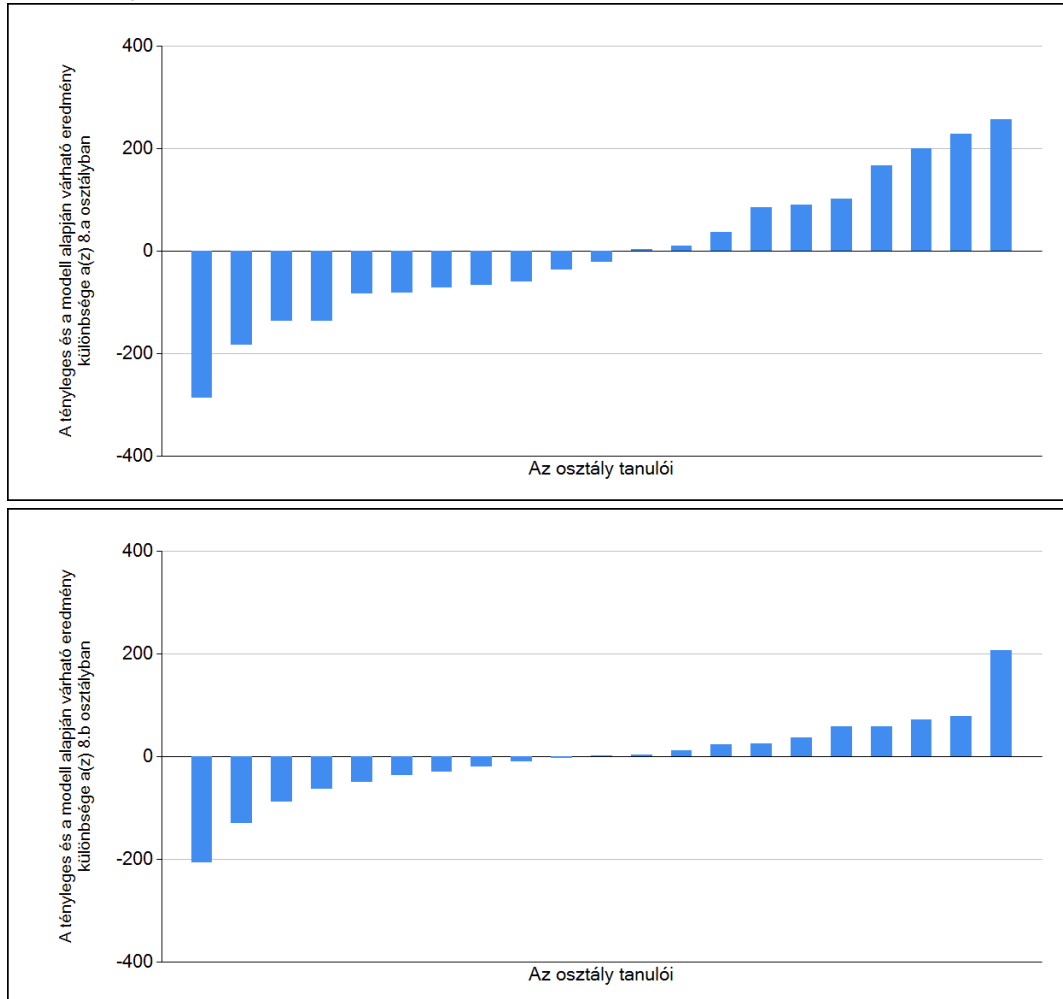 400
200
0
-200
-400
A tényleges és a modell alapján várható eredmény
különbsége a(z) 8.a osztályban
Az osztály tanulói
400
200
0
-200
-400
A tényleges és a modell alapján várható eredmény
különbsége a(z) 8.b osztályban
Az osztály tanulói